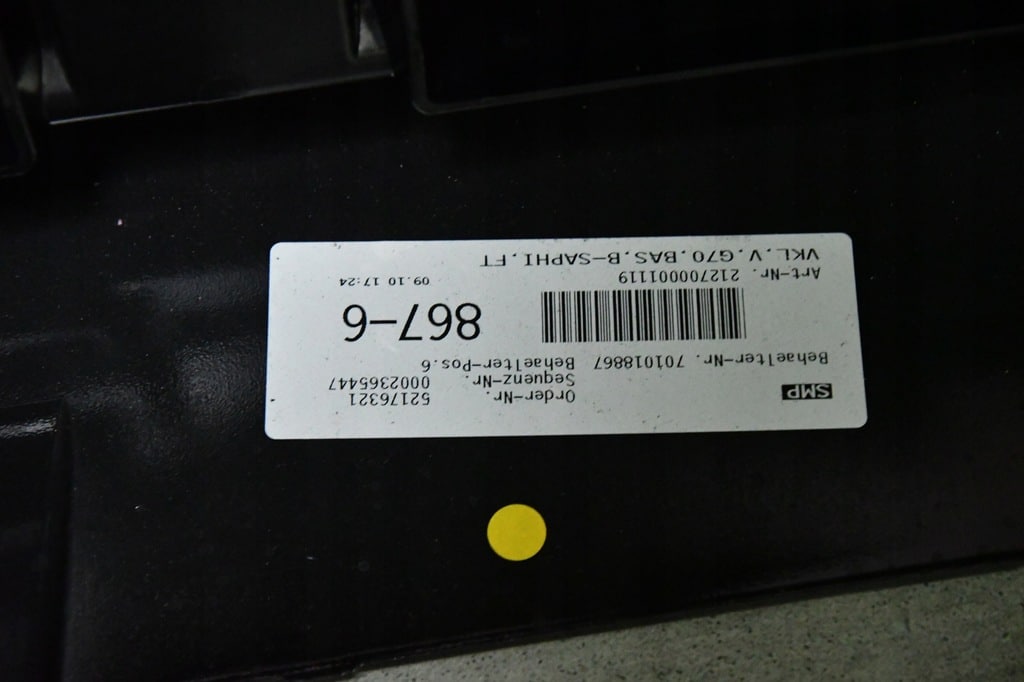 SMP
Order-Nr. 52176321
Sequenz-Nr. 0002365447
Behaelter-Nr. 701018867 Behaelter-Pos.6
867-6
Art-Nr. 212700001119 09.10 17:24
VKL.V.G70.BAS.B-SAPHI.FT